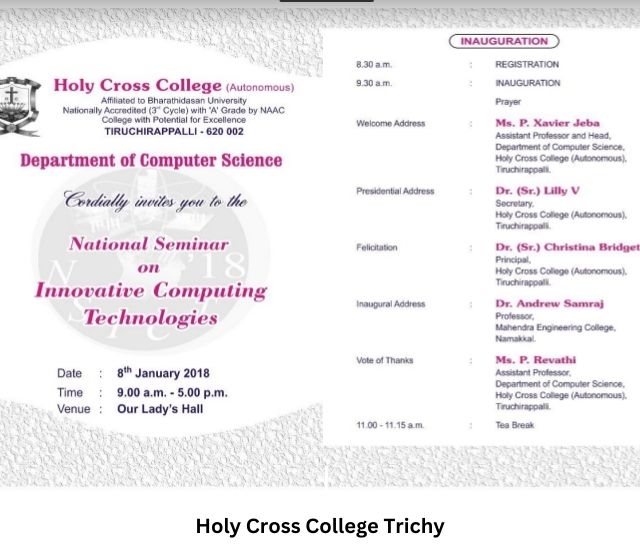 Holy Cross College (Autonomous)
Affiliated to Bharathidasan University
Nationally Accredited (3rd Cycle) with 'A' Grade by NAAC
College with Potential for Excellence
TIRUCHIRAPPALLI - 620 002
Department of Computer Science
Cordially invites you to the
National Seminar
on
Innovative Computing
Technologies
Date : 8th January 2018
Time : 9.00 a.m. - 5.00 p.m.
Venue : Our Lady's Hall
INAUGURATION
8.30 a.m. : REGISTRATION
9.30 a.m. : INAUGURATION
Prayer
Welcome Address : Ms. P. Xavier Jeba
Assistant Professor and Head,
Department of Computer Science,
Holy Cross College (Autonomous),
Tiruchirappalli.
Presidential Address : Dr. (Sr.) Lilly V
Secretary,
Holy Cross College (Autonomous),
Tiruchirappalli.
Felicitation : Dr. (Sr.) Christina Bridget
Principal,
Holy Cross College (Autonomous),
Tiruchirappalli.
Inaugural Address : Dr. Andrew Samraj
Professor,
Mahendra Engineering College,
Namakkal.
Vote of Thanks : Ms. P. Revathi
Assistant Professor,
Department of Computer Science,
Holy Cross College (Autonomous),
Tiruchirappalli.
11.00 - 11.15 a.m. : Tea Break
Holy Cross College Trichy